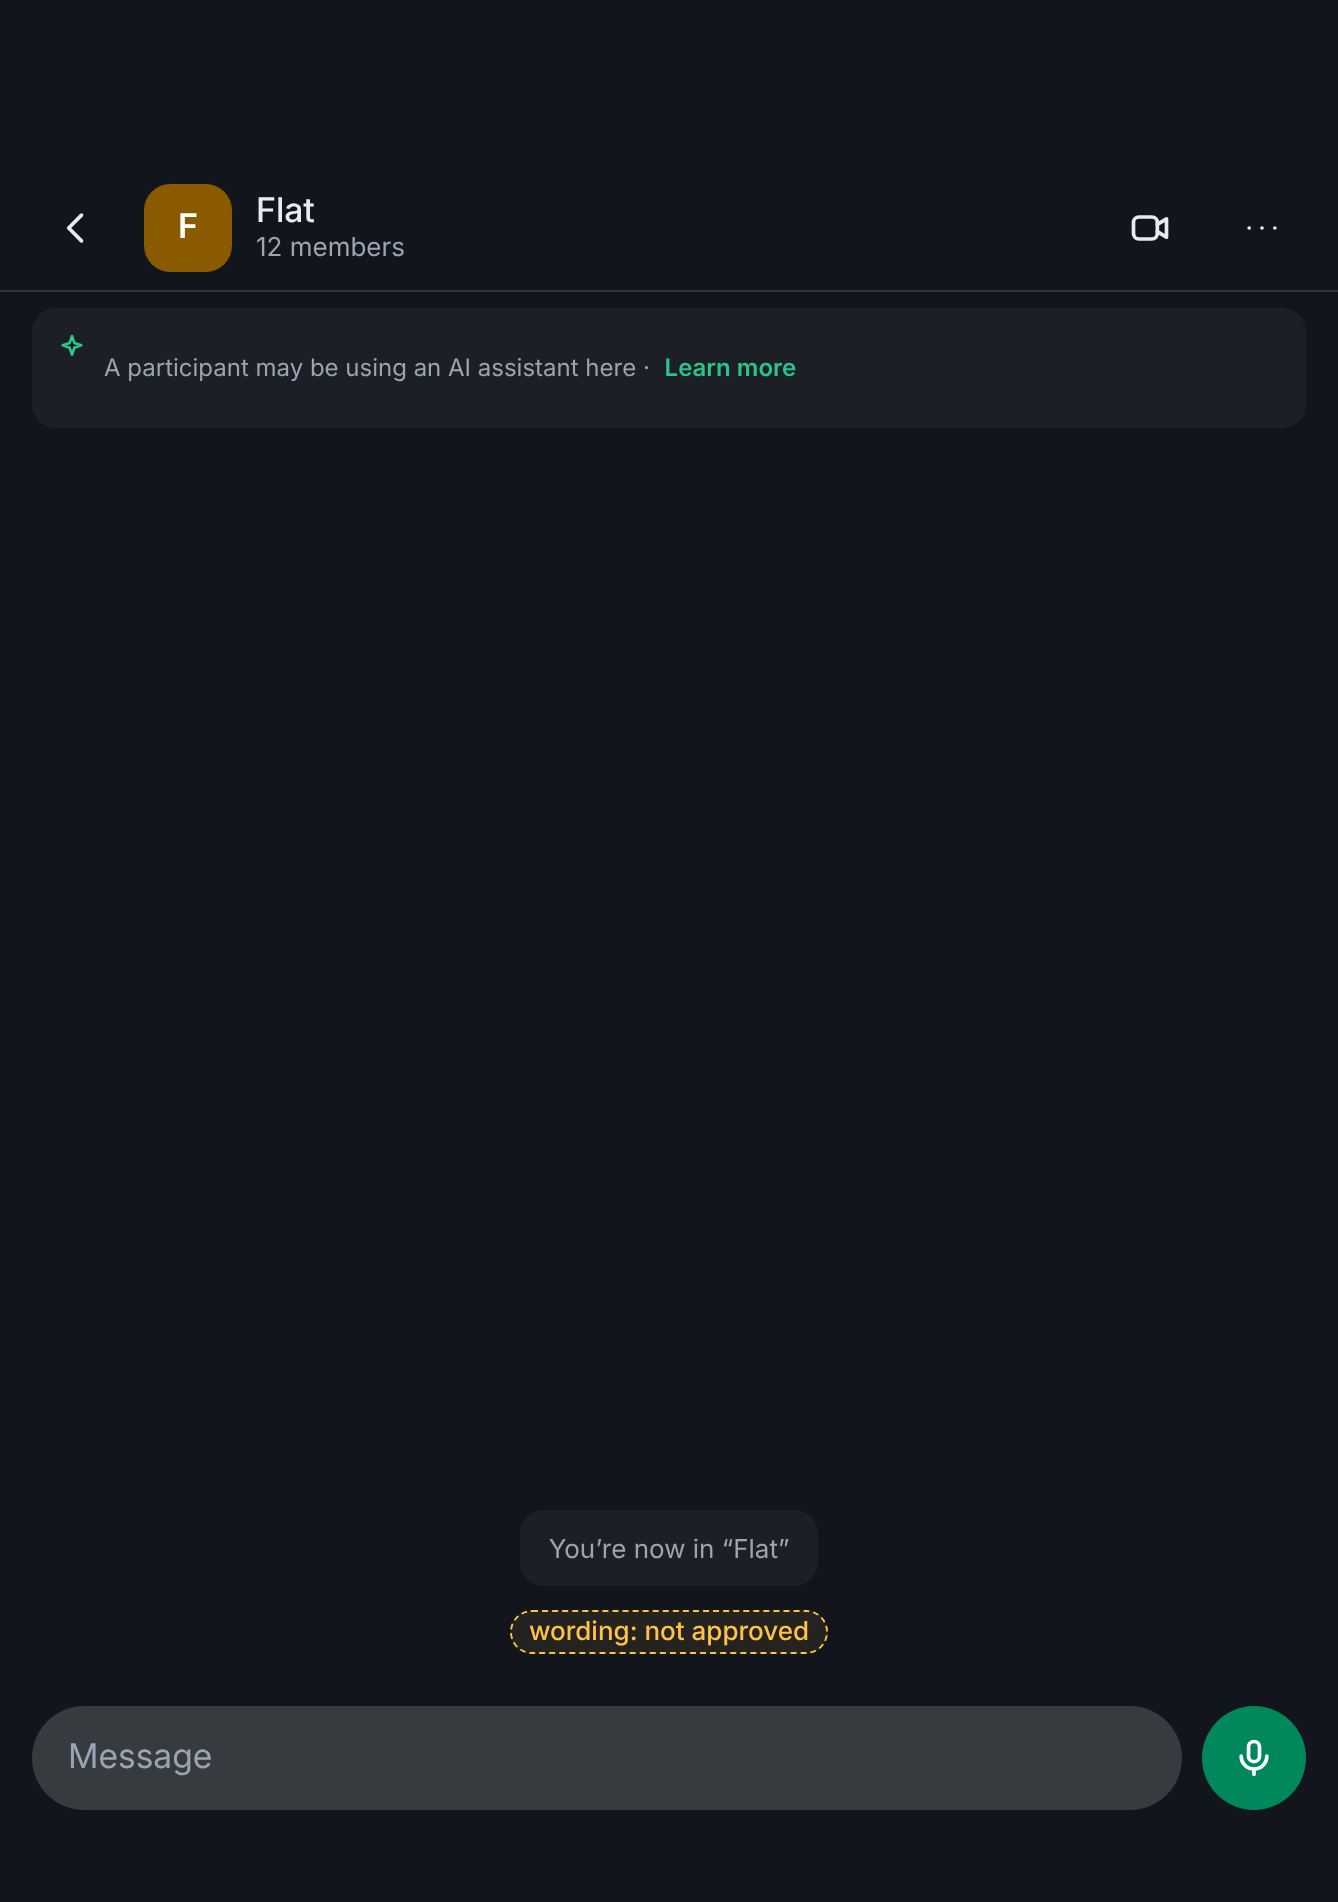 F
Flat
12 members
A participant may be using an AI assistant here · Learn more
You’re now in “Flat”
wording: not approved
Message